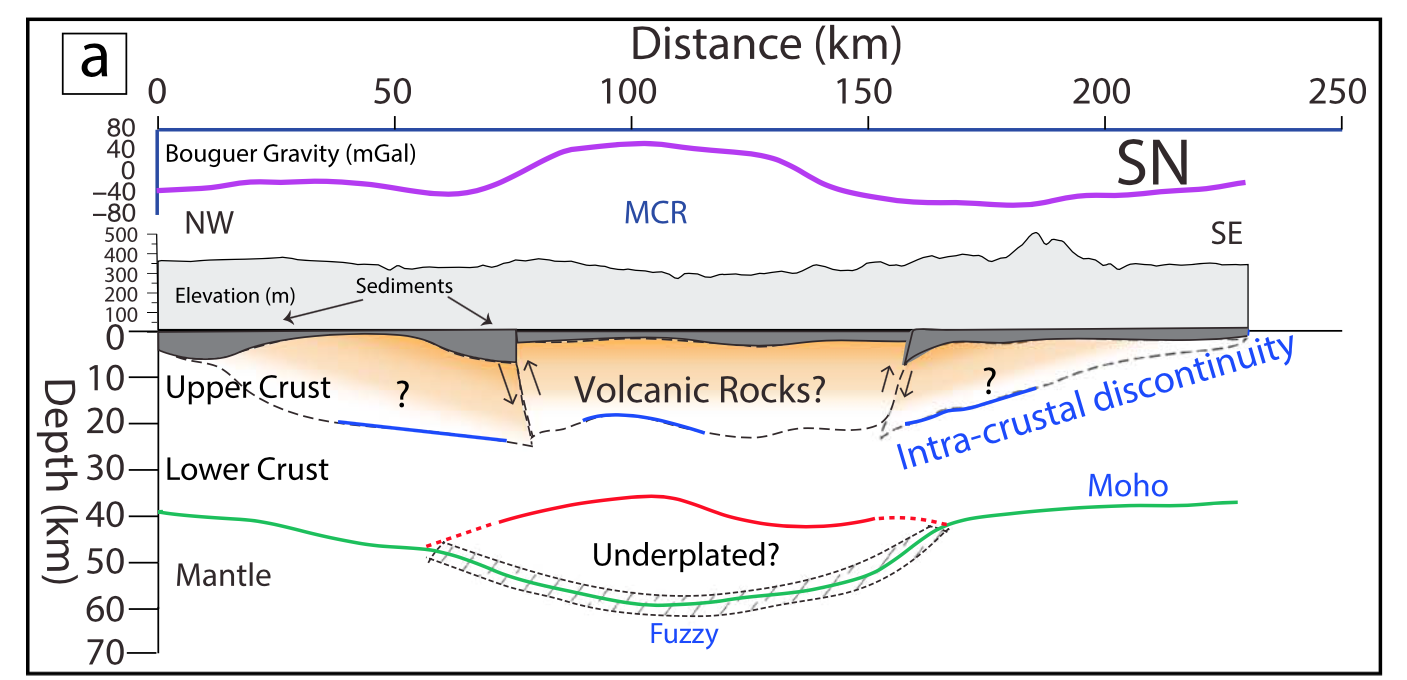 a
Distance (km)
0 50 100 150 200 250
80
40
0
−40
−80
Bouguer Gravity (mGal)
SN
NW
MCR
SE
500
400
300
200
100
Elevation (m)
Sediments
0
10
20
30
40
50
60
70
Depth (km)
Upper Crust
?
Volcanic Rocks?
?
Intra-crustal discontinuity
Lower Crust
Moho
Underplated?
Mantle
Fuzzy